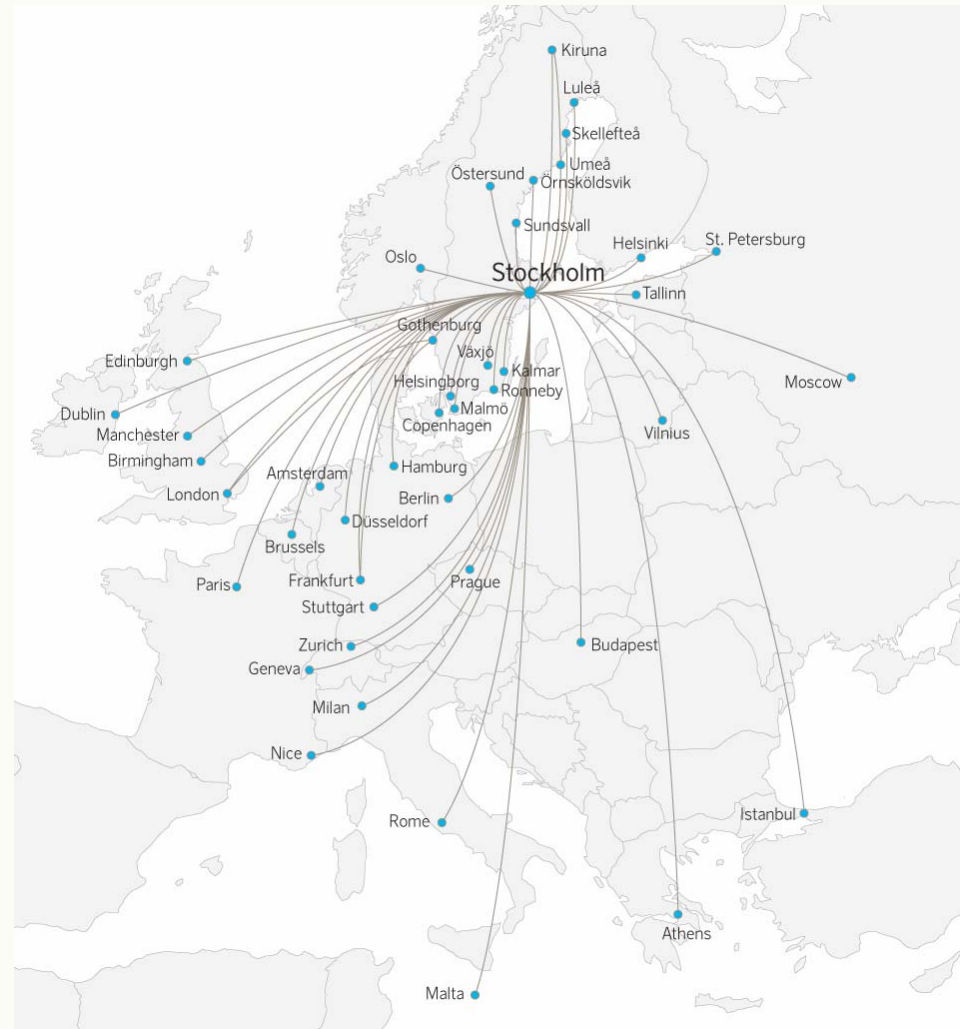 Kiruna
Luleå
Skellefteå
Umeå
Östersund
Örnsköldsvik
Sundsvall
Helsinki
St. Petersburg
Oslo
Stockholm
Tallinn
Gothenburg
Växjö
Edinburgh
Kalmar
Moscow
Helsingborg
Ronneby
Dublin
Malmö
Copenhagen
Vilnius
Manchester
Birmingham
Hamburg
Amsterdam
London
Berlin
Düsseldorf
Brussels
Paris
Frankfurt
Prague
Stuttgart
Zurich
Budapest
Geneva
Milan
Nice
Istanbul
Rome
Athens
Malta